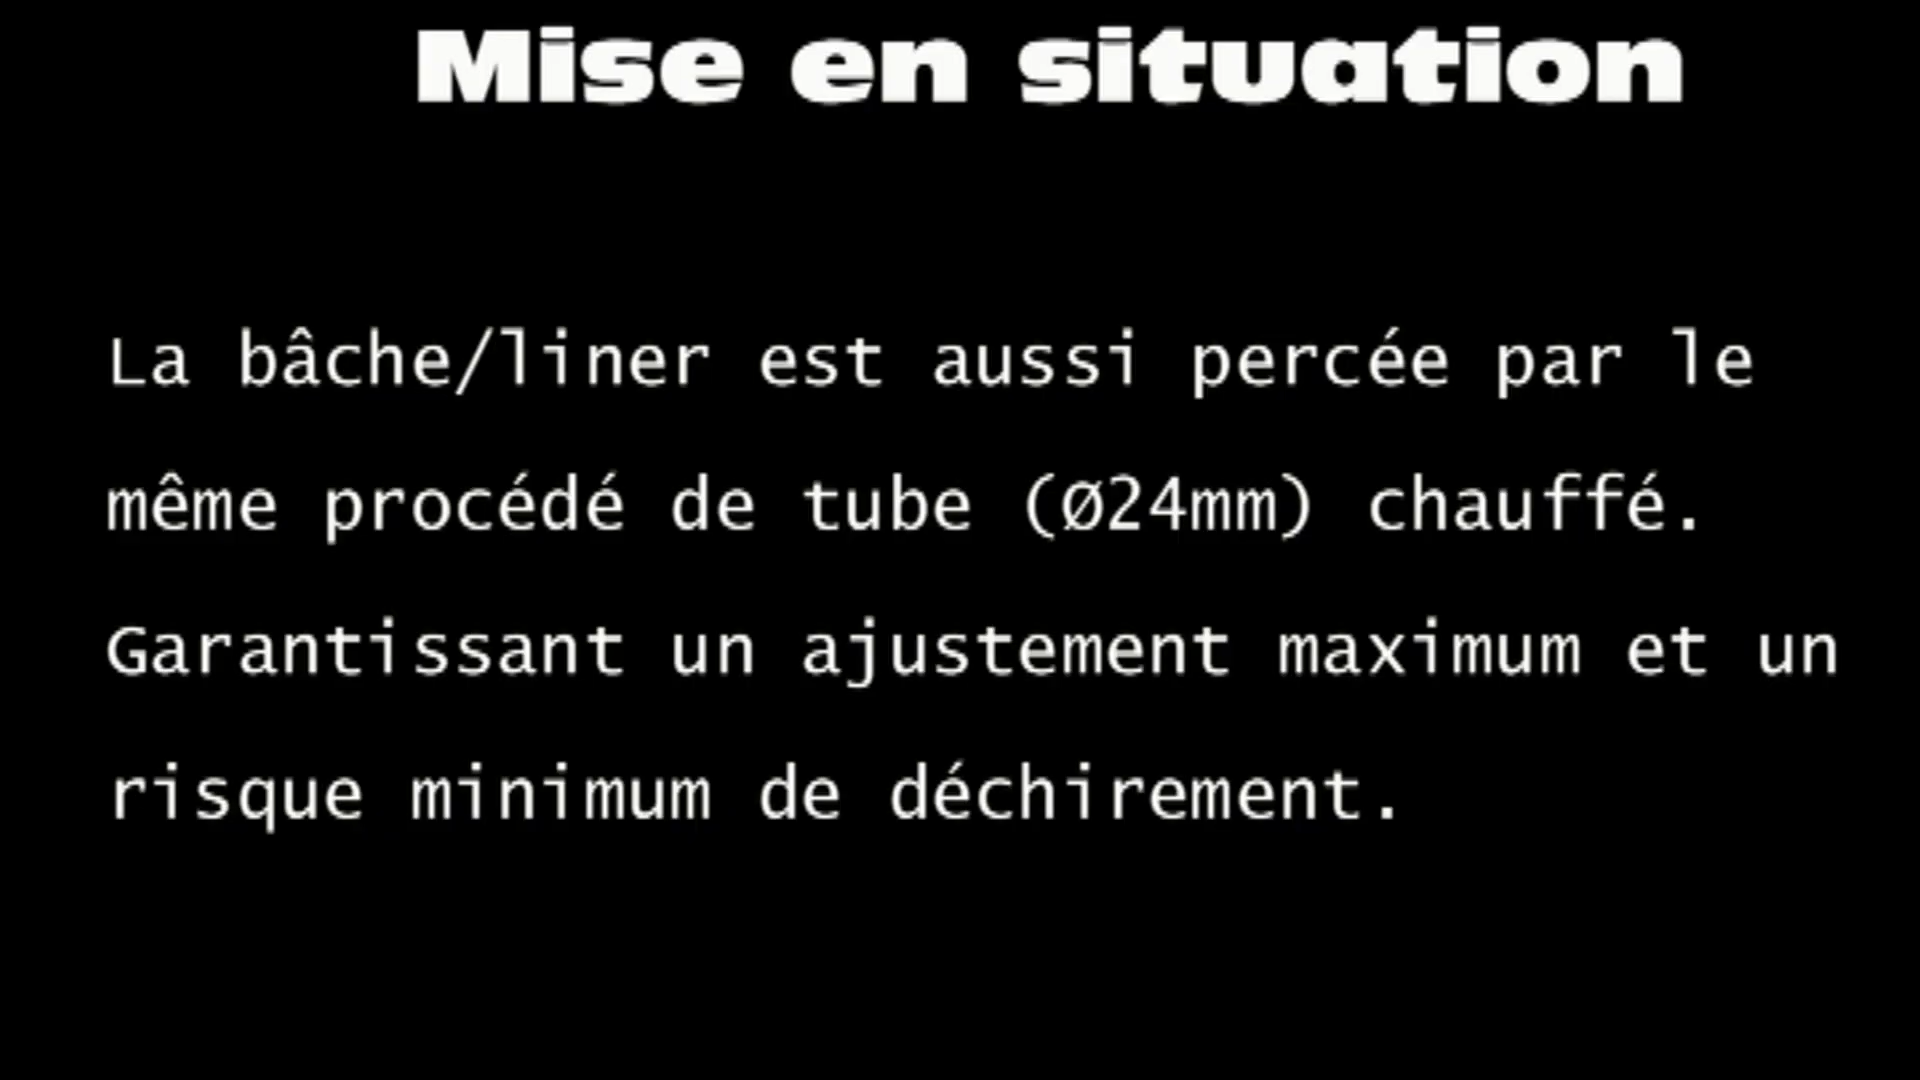 Mise en situation
La bâche/liner est aussi percée par le
même procédé de tube (Ø24mm) chauffé.
Garantissant un ajustement maximum et un
risque minimum de déchirement.